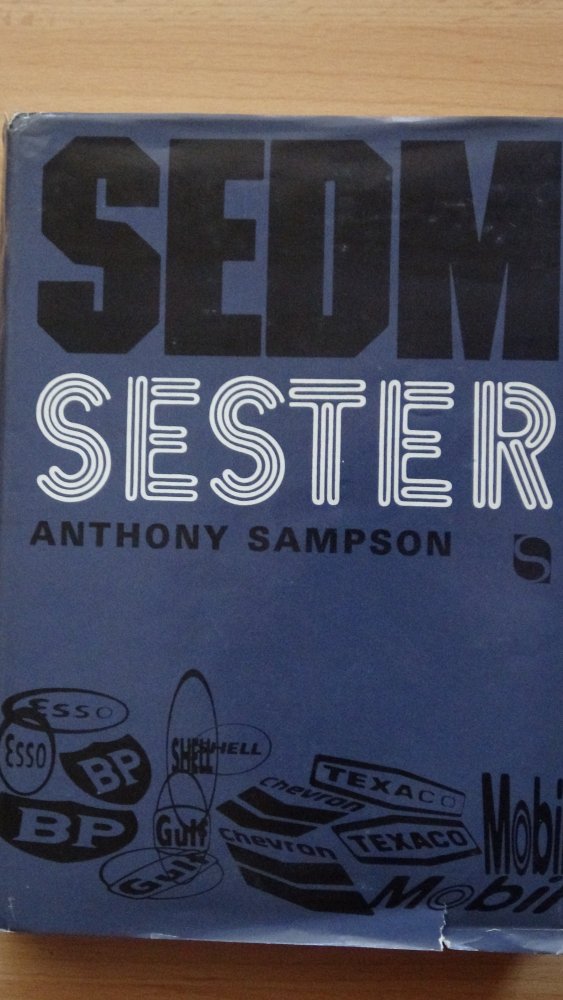 SEDM
SESTER
ANTHONY SAMPSON
S
ESSO
ESSO
BP
BP
SHELL
SHELL
Gulf
Gulf
chevron
chevron
TEXACO
TEXACO
Mobil
Mobil